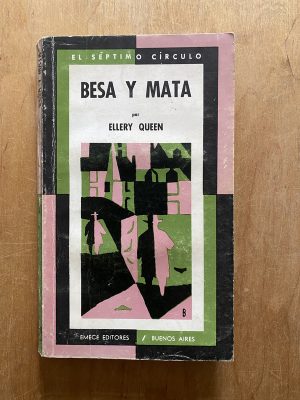 EL SÉPTIMO CÍRCULO
BESA Y MATA
por
ELLERY QUEEN
B
EMECÉ EDITORES / BUENOS AIRES